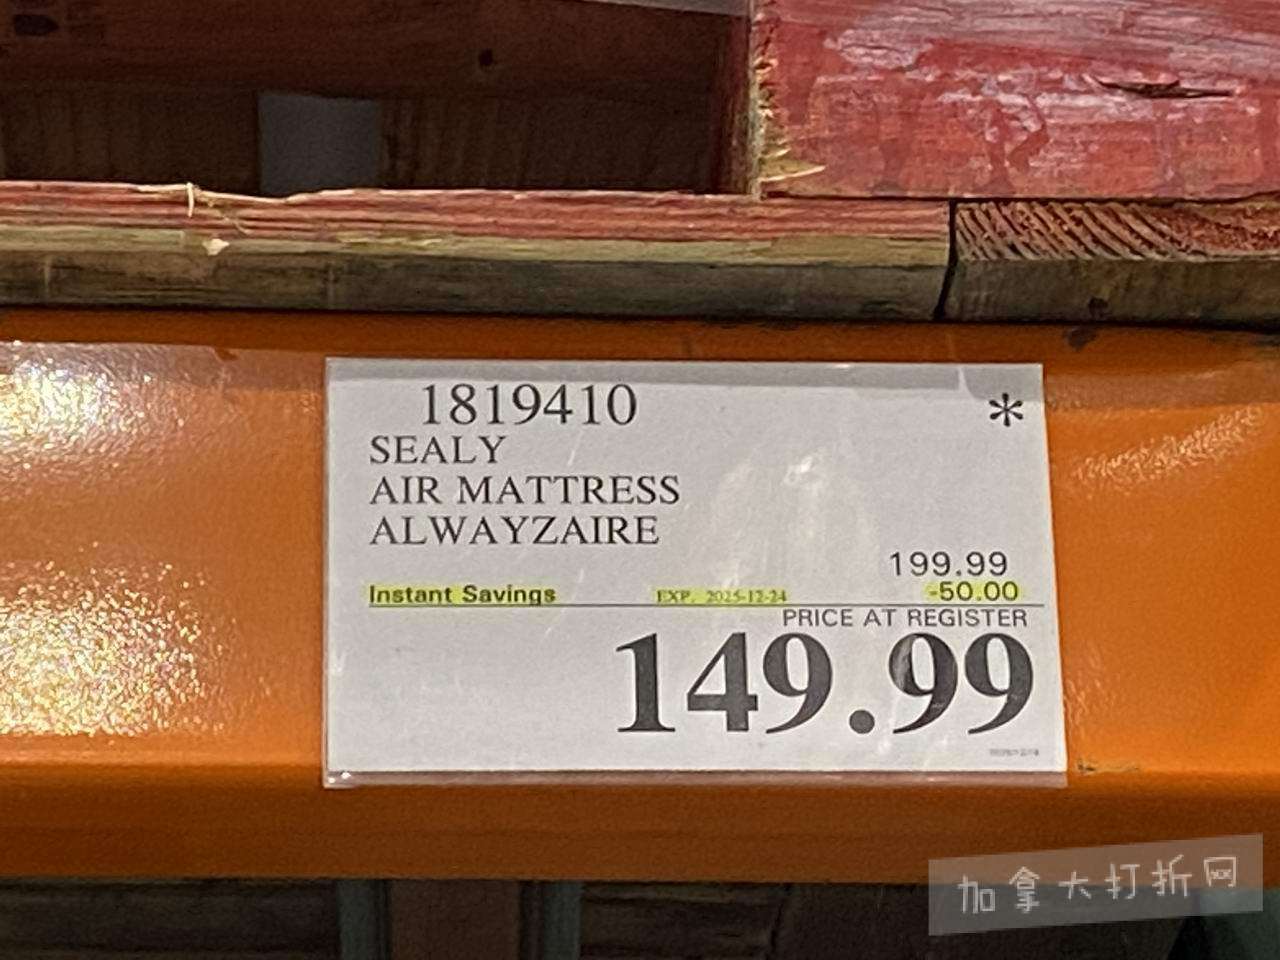 1819410
*
SEALY
AIR MATTRESS
ALWAYZAIRE
199.99
Instant Savings EXP. 2025-12-24 -50.00
PRICE AT REGISTER
149.99
加拿大打折网